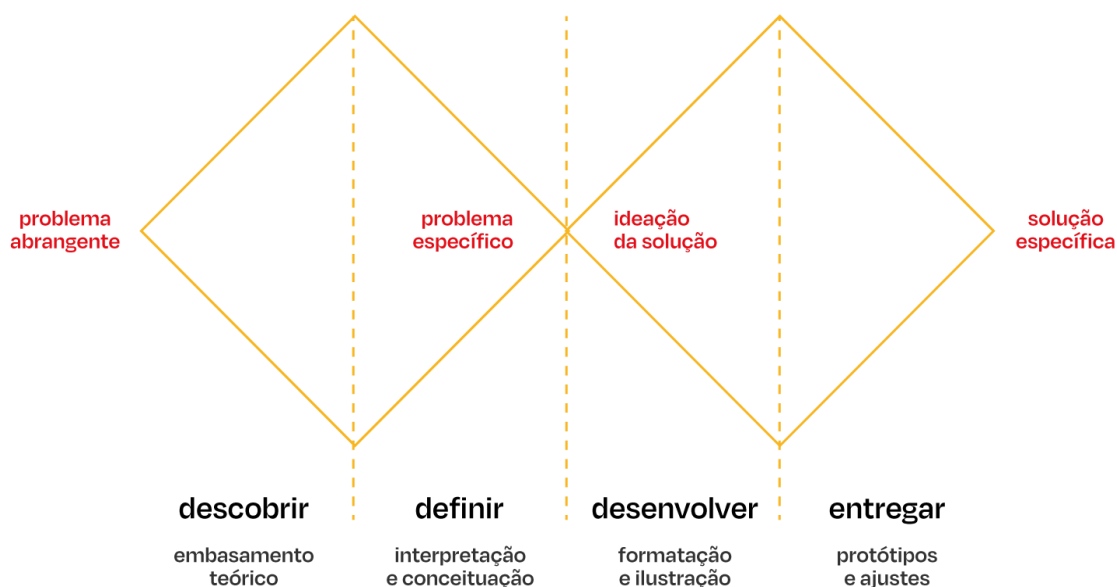 problema
abrangente
problema
específico
ideação
da solução
solução
específica
descobrir
definir
desenvolver
entregar
embasamento
teórico
interpretação
e conceituação
formatação
e ilustração
protótipos
e ajustes